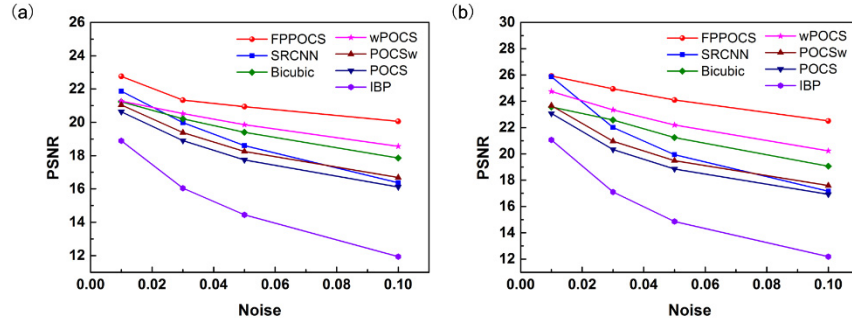 (a)
26
24
22
20
18
16
14
12
PSNR
FPPOCS
SRCNN
Bicubic
wPOCS
POCSw
POCS
IBP
0.00 0.02 0.04 0.06 0.08 0.10
Noise
(b)
30
28
26
24
22
20
18
16
14
12
PSNR
FPPOCS
SRCNN
Bicubic
wPOCS
POCSw
POCS
IBP
0.00 0.02 0.04 0.06 0.08 0.10
Noise